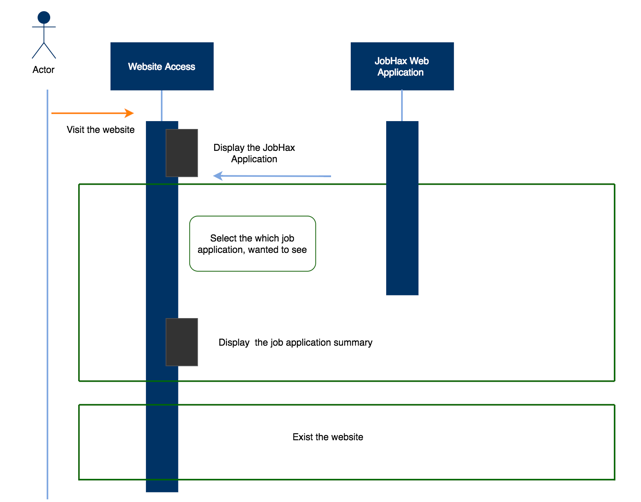 Actor
Website Access
JobHax Web
Application
Visit the website
Display the JobHax
Application
Select the which job
application, wanted to see
Display the job application summary
Exist the website